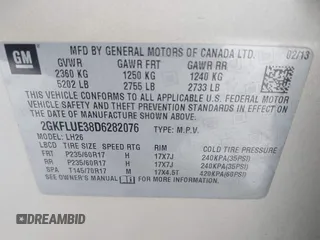 GM
MFD BY GENERAL MOTORS OF CANADA LTD.
02/13
GVWR GAWR FRT GAWR RR
2360 KG 1250 KG 1240 KG
5202 LB 2755 LB 2733 LB
THIS VEHICLE CONFORMS TO ALL APPLICABLE U.S. FEDERAL
MOTOR VEHICLE SAFETY AND THEFT PREVENTION STANDARDS
IN EFFECT ON THE DATE OF MANUFACTURE SHOWN ABOVE.
2GKFLUE38D6282076 TYPE: M.P.V.
MODEL: LH26
LBCD TIRE SIZE SPEED RTG RIM COLD TIRE PRESSURE
FRT P235/60R17 H 17X7J 240KPA(35PSI)
RR P235/60R17 H 17X7J 240KPA(35PSI)
SPA T145/70R17 M 17X4.5T 420KPA(60PSI)
SEE OWNER'S MANUAL FOR ADDITIONAL INFORMATION.
DREAMBID